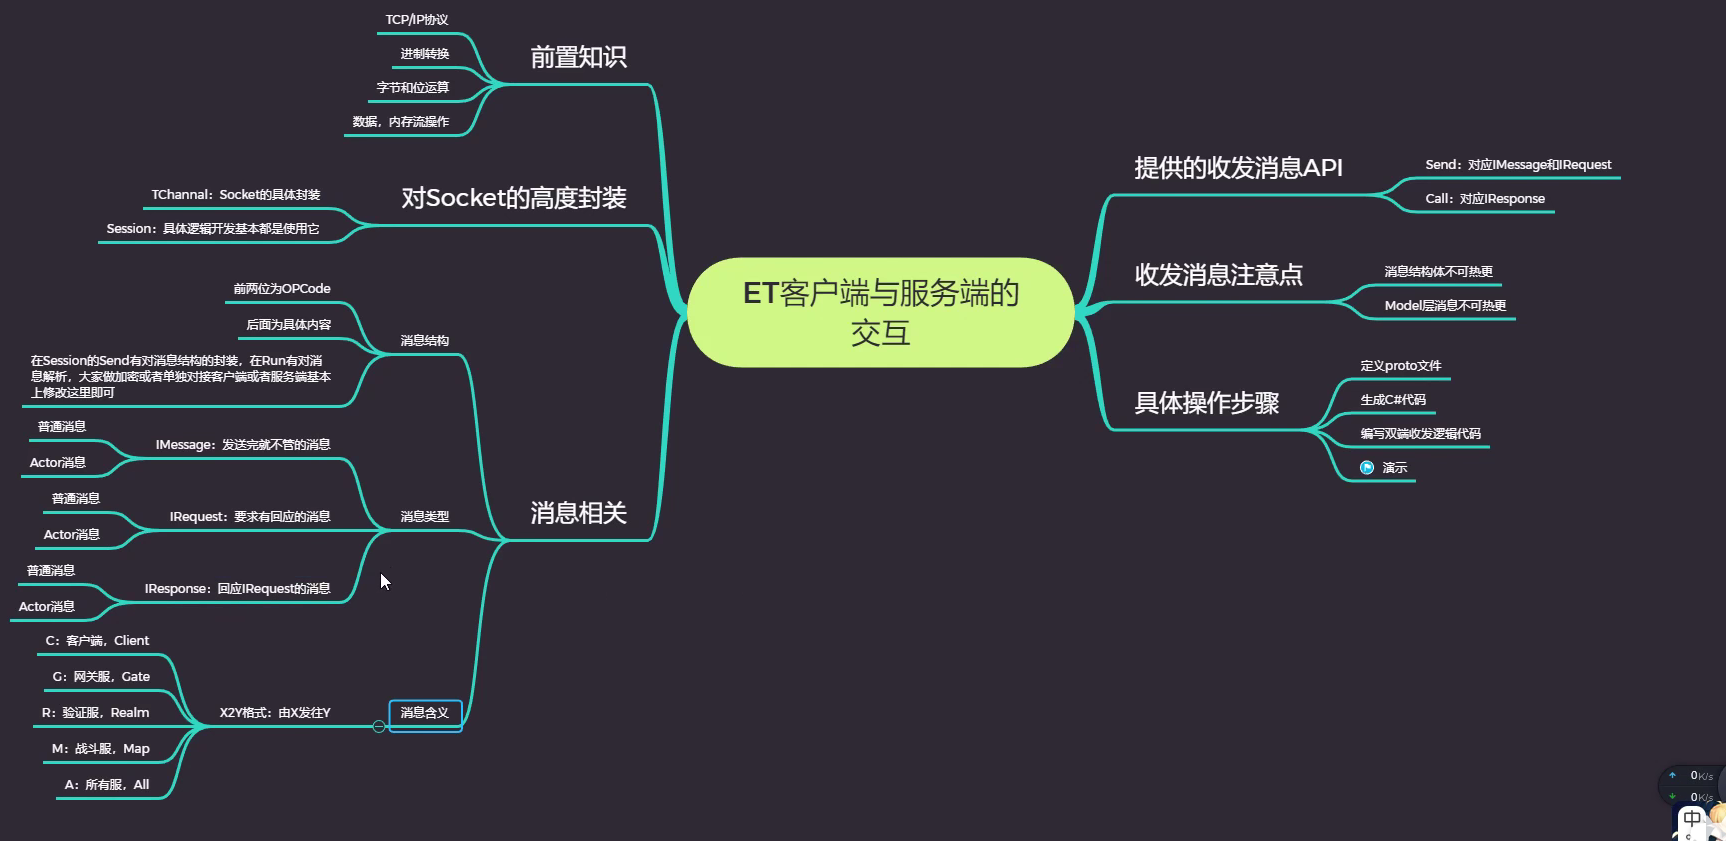 ET客户端与服务端的
交互
前置知识
TCP/IP协议
进制转换
字节和位运算
数据，内存流操作
对Socket的高度封装
TChannal：Socket的具体封装
Session：具体逻辑开发基本都是使用它
消息相关
消息结构
前两位为OPCode
后面为具体内容
在Session的Send有对消息结构的封装，在Run有对消
息解析，大家做加密或者单独对接客户端或者服务端基本
上修改这里即可
消息类型
IMessage：发送完就不管的消息
普通消息
Actor消息
IRequest：要求有回应的消息
普通消息
Actor消息
IResponse：回应IRequest的消息
普通消息
Actor消息
消息含义
X2Y格式：由X发往Y
C：客户端，Client
G：网关服，Gate
R：验证服，Realm
M：战斗服，Map
A：所有服，All
提供的收发消息API
Send：对应IMessage和IRequest
Call：对应IResponse
收发消息注意点
消息结构体不可热更
Model层消息不可热更
具体操作步骤
定义proto文件
生成C#代码
编写双端收发逻辑代码
演示
0K/s
0K/s
中